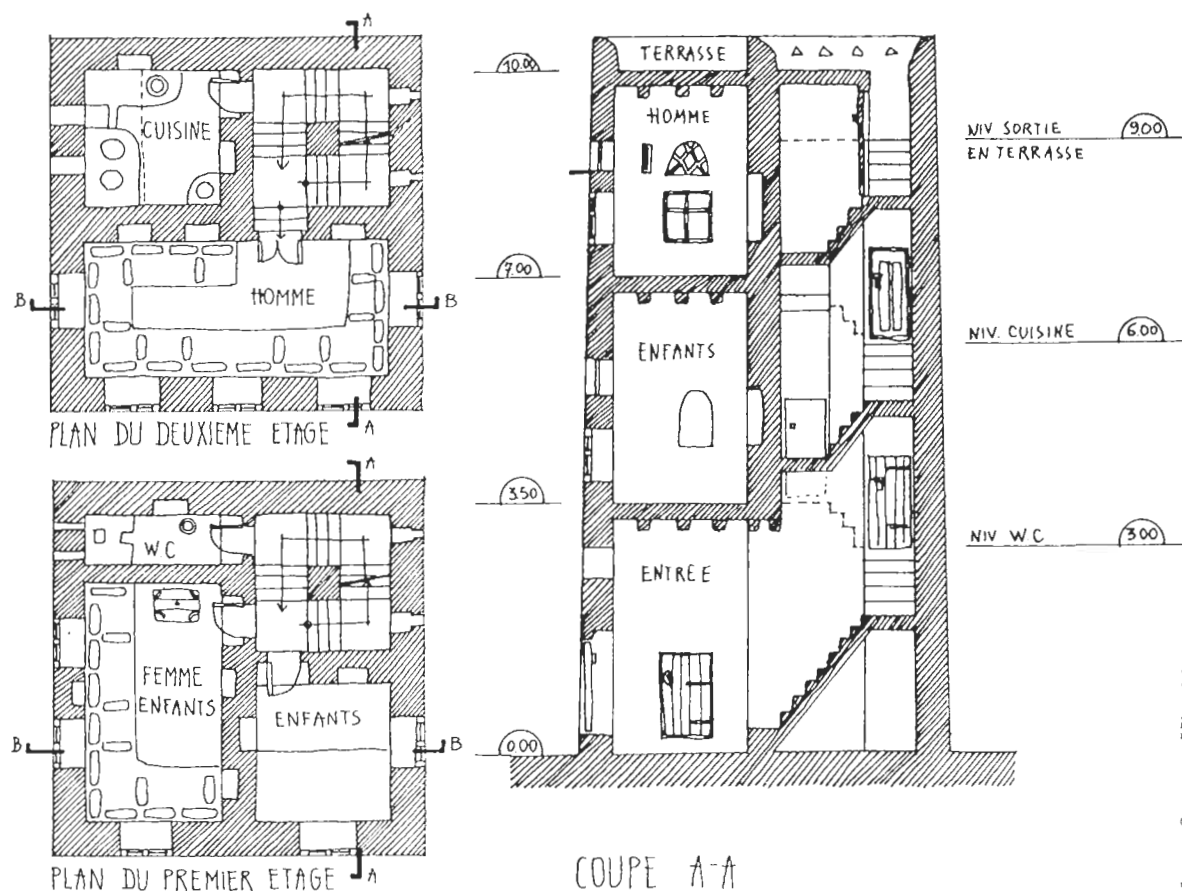 A
CUISINE
HOMME
B
B
PLAN DU DEUXIEME ETAGE
A
A
WC
FEMME
ENFANTS
ENFANTS
B
B
PLAN DU PREMIER ETAGE
A
TERRASSE
10.00
HOMME
NIV SORTIE 9.00
EN TERRASSE
7.00
ENFANTS
NIV. CUISINE 6.00
3.50
NIV WC 3.00
ENTREE
0.00
COUPE A-A